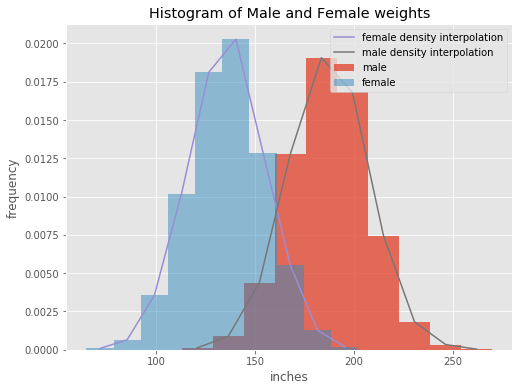 Histogram of Male and Female weights
female density interpolation
male density interpolation
male
female
frequency
0.0200
0.0175
0.0150
0.0125
0.0100
0.0075
0.0050
0.0025
0.0000
100
150
200
250
inches